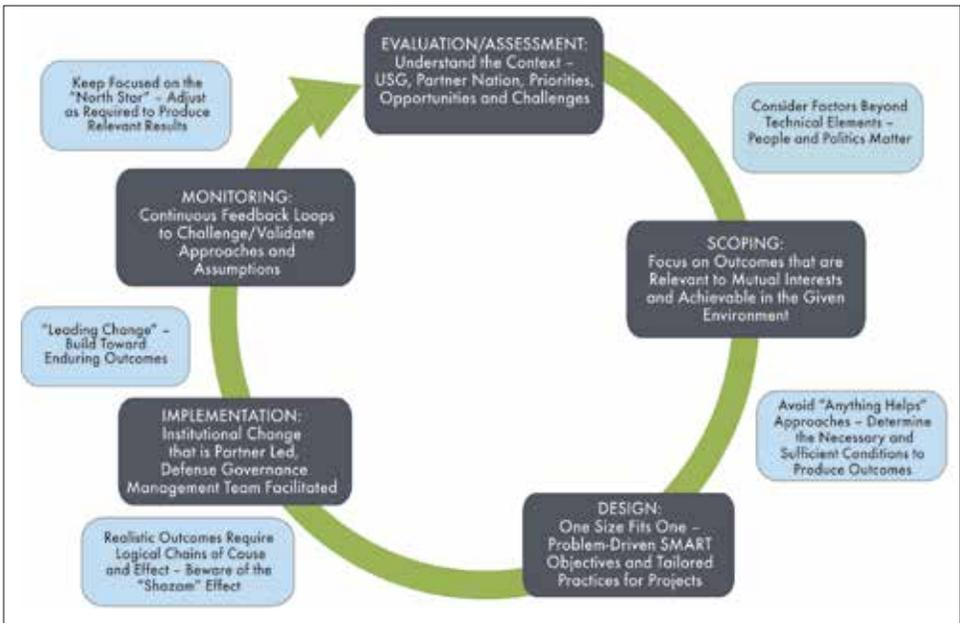 EVALUATION/ASSESSMENT:
Understand the Context –
USG, Partner Nation, Priorities,
Opportunities and Challenges
Consider Factors Beyond
Technical Elements –
People and Politics Matter
SCOPING:
Focus on Outcomes that are
Relevant to Mutual Interests
and Achievable in the Given
Environment
Avoid "Anything Helps"
Approaches – Determine
the Necessary and
Sufficient Conditions to
Produce Outcomes
DESIGN:
One Size Fits One –
Problem-Driven SMART
Objectives and Tailored
Practices for Projects
Realistic Outcomes Require
Logical Chains of Cause
and Effect – Beware of the
"Shazam" Effect
IMPLEMENTATION:
Institutional Change
that is Partner Led,
Defense Governance
Management Team Facilitated
"Leading Change" –
Build Toward
Enduring Outcomes
MONITORING:
Continuous Feedback Loops
to Challenge/Validate
Approaches and
Assumptions
Keep Focused on the
"North Star" – Adjust
as Required to Produce
Relevant Results